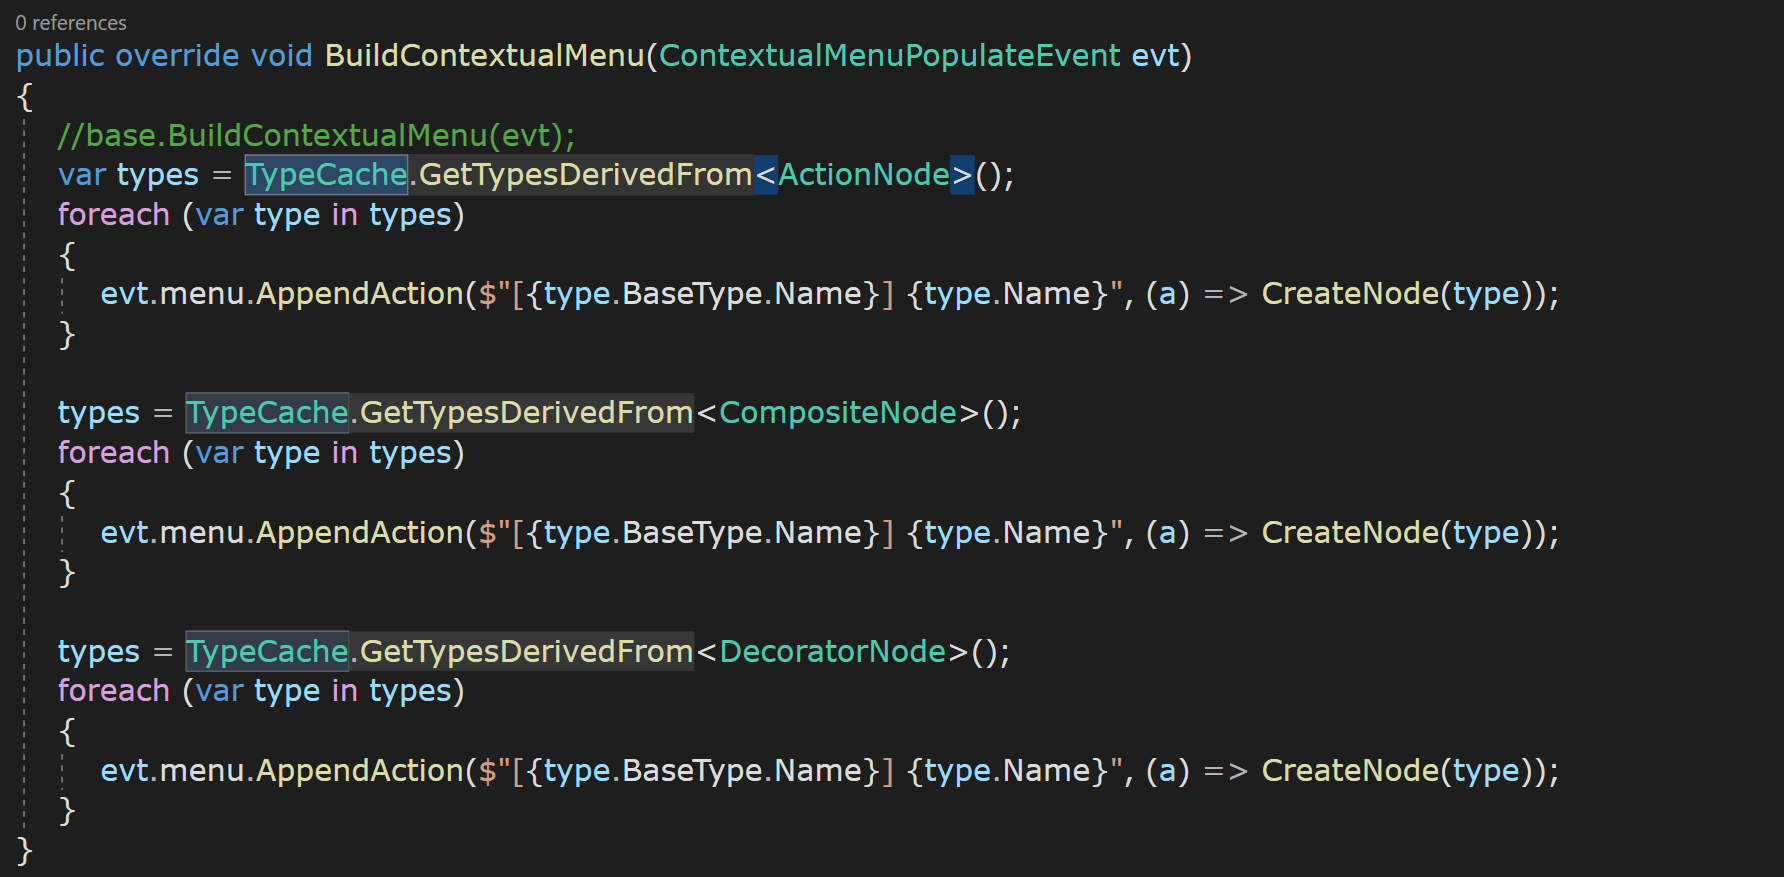 0 references
public override void BuildContextualMenu(ContextualMenuPopulateEvent evt)
{
    //base.BuildContextualMenu(evt);
    var types = TypeCache.GetTypesDerivedFrom<ActionNode>();
    foreach (var type in types)
    {
        evt.menu.AppendAction($"[{type.BaseType.Name}] {type.Name}", (a) => CreateNode(type));
    }

    types = TypeCache.GetTypesDerivedFrom<CompositeNode>();
    foreach (var type in types)
    {
        evt.menu.AppendAction($"[{type.BaseType.Name}] {type.Name}", (a) => CreateNode(type));
    }

    types = TypeCache.GetTypesDerivedFrom<DecoratorNode>();
    foreach (var type in types)
    {
        evt.menu.AppendAction($"[{type.BaseType.Name}] {type.Name}", (a) => CreateNode(type));
    }
}